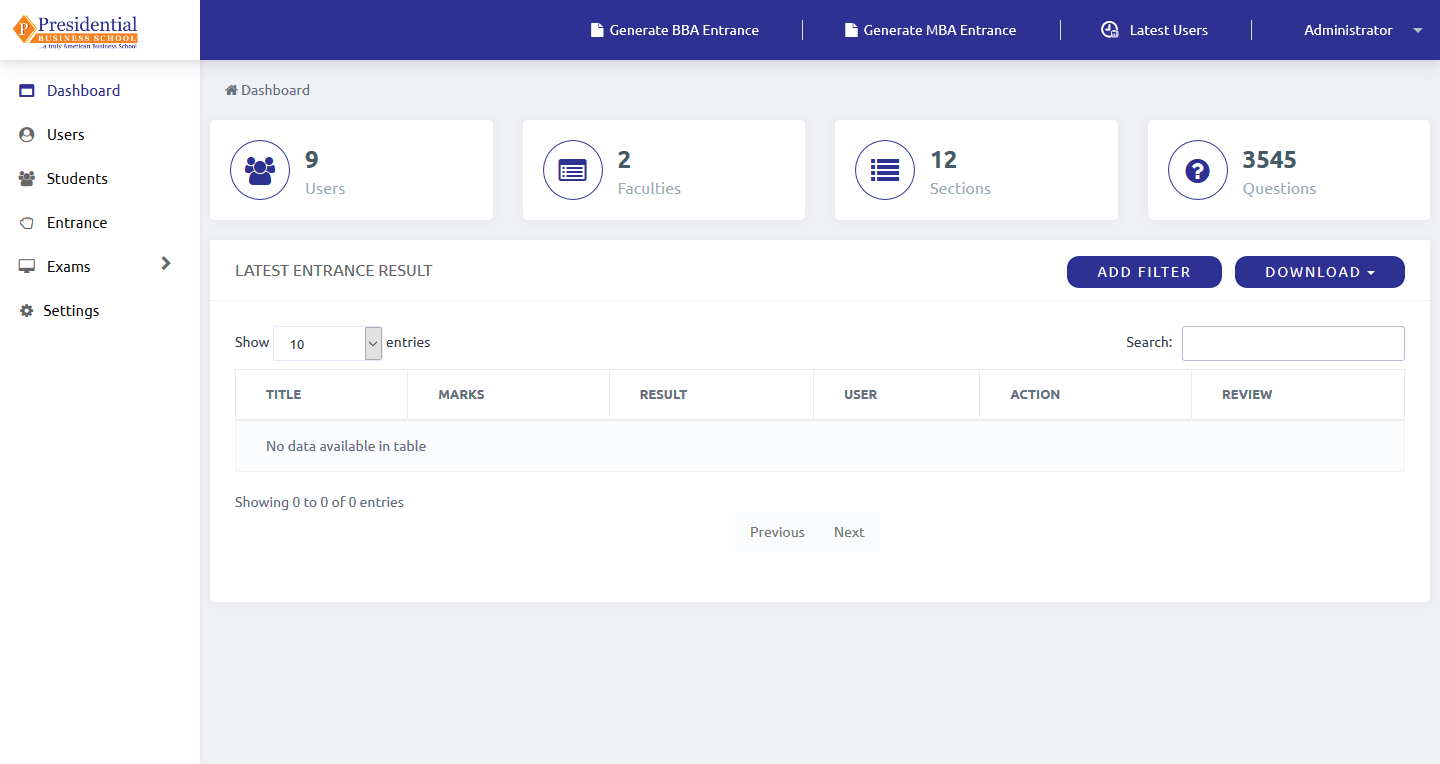 Presidential
BUSINESS SCHOOL
...a truly American Business School
Generate BBA Entrance
Generate MBA Entrance
Latest Users
Administrator
Dashboard
Users
Students
Entrance
Exams
Settings
Dashboard
9
Users
2
Faculties
12
Sections
3545
Questions
LATEST ENTRANCE RESULT
ADD FILTER
DOWNLOAD
Show 10 entries
Search:
TITLE MARKS RESULT USER ACTION REVIEW
No data available in table
Showing 0 to 0 of 0 entries
Previous Next